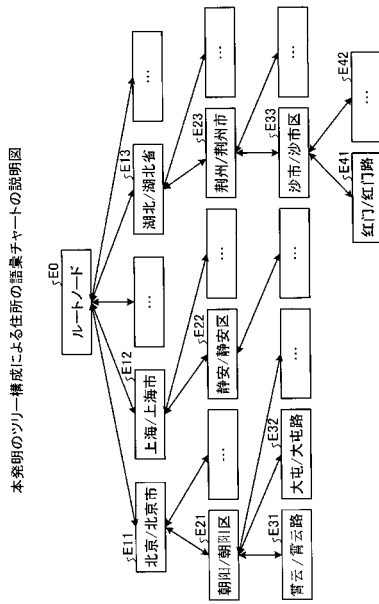 本発明のツリー構成による住所の語彙チャートの説明図
E0
ルートノード
E11
北京/北京市
E12
上海/上海市
...
E13
湖北/湖北省
...
E21
朝阳/朝阳区
...
E22
静安/静安区
...
E23
荆州/荆州市
...
E31
霄云/霄云路
E32
大屯/大屯路
...
...
E33
沙市/沙市区
...
E41
红门/红门路
E42
...